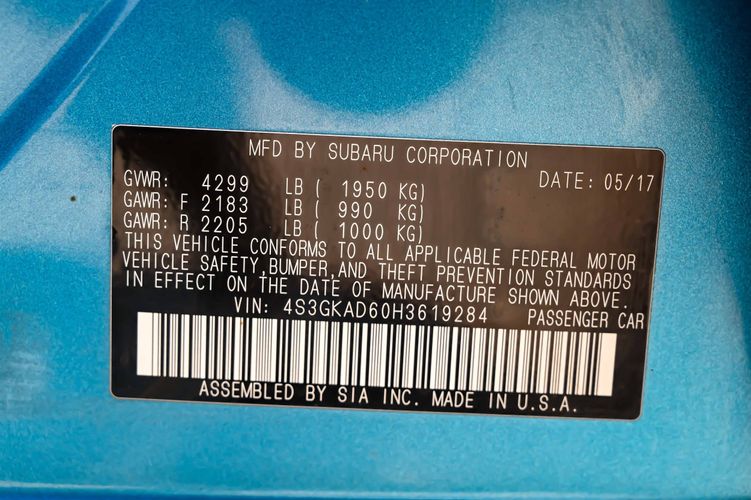 MFD BY SUBARU CORPORATION
GVWR: 4299 LB ( 1950 KG) DATE: 05/17
GAWR: F 2183 LB ( 990 KG)
GAWR: R 2205 LB ( 1000 KG)
THIS VEHICLE CONFORMS TO ALL APPLICABLE FEDERAL MOTOR
VEHICLE SAFETY,BUMPER,AND THEFT PREVENTION STANDARDS
IN EFFECT ON THE DATE OF MANUFACTURE SHOWN ABOVE.
VIN: 4S3GKAD60H3619284 PASSENGER CAR
ASSEMBLED BY SIA INC. MADE IN U.S.A.